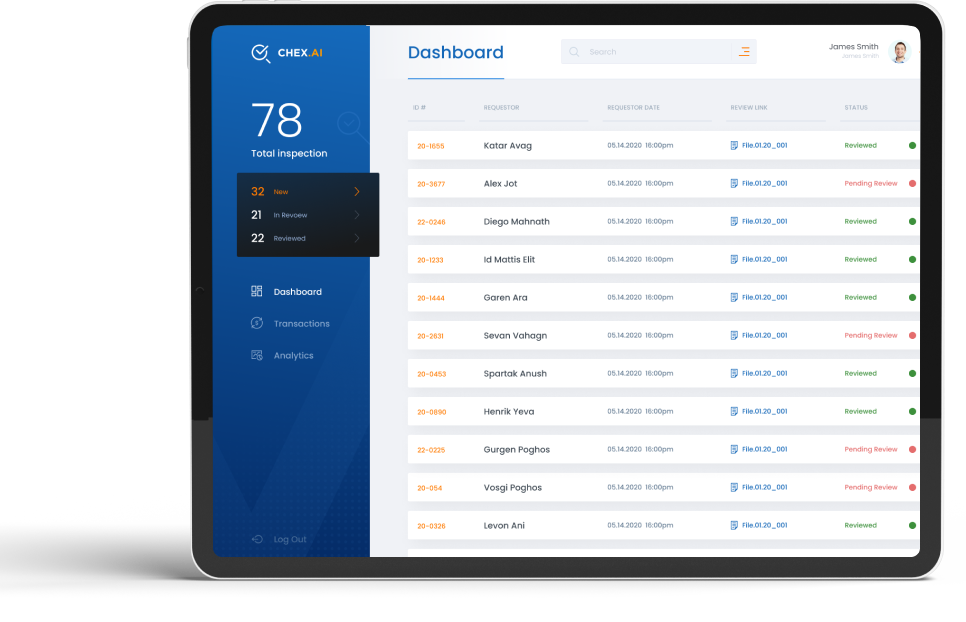 CHEX.AI
78
Total inspection
32 New
21 In Revoew
22 Reviewed
Dashboard
Transactions
Analytics
Log Out
Dashboard
Search
James Smith
James Smith
ID # REQUESTOR REQUESTOR DATE REVIEW LINK STATUS
20-1655 Katar Avag 05.14.2020 16:00pm File.01.20_001 Reviewed
20-3677 Alex Jot 05.14.2020 16:00pm File.01.20_001 Pending Review
22-0246 Diego Mahnath 05.14.2020 16:00pm File.01.20_001 Reviewed
20-1233 Id Mattis Elit 05.14.2020 16:00pm File.01.20_001 Reviewed
20-1444 Garen Ara 05.14.2020 16:00pm File.01.20_001 Reviewed
20-2631 Sevan Vahagn 05.14.2020 16:00pm File.01.20_001 Pending Review
20-0453 Spartak Anush 05.14.2020 16:00pm File.01.20_001 Reviewed
20-0890 Henrik Yeva 05.14.2020 16:00pm File.01.20_001 Reviewed
22-0225 Gurgen Poghos 05.14.2020 16:00pm File.01.20_001 Pending Review
20-054 Vosgi Poghos 05.14.2020 16:00pm File.01.20_001 Pending Review
20-0326 Levon Ani 05.14.2020 16:00pm File.01.20_001 Reviewed